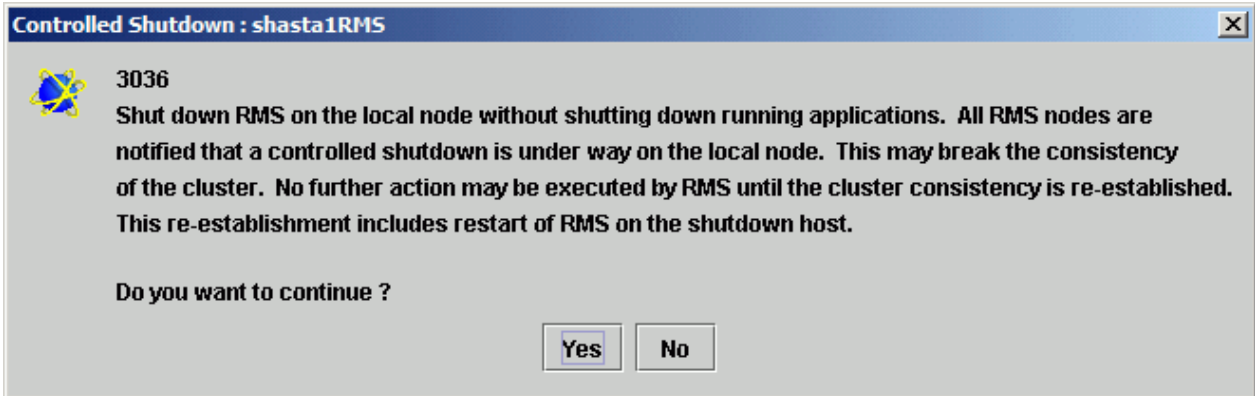 Controlled Shutdown : shasta1RMS
3036
Shut down RMS on the local node without shutting down running applications.  All RMS nodes are
notified that a controlled shutdown is under way on the local node.  This may break the consistency
of the cluster.  No further action may be executed by RMS until the cluster consistency is re-established.
This re-establishment includes restart of RMS on the shutdown host.
Do you want to continue ?
Yes No